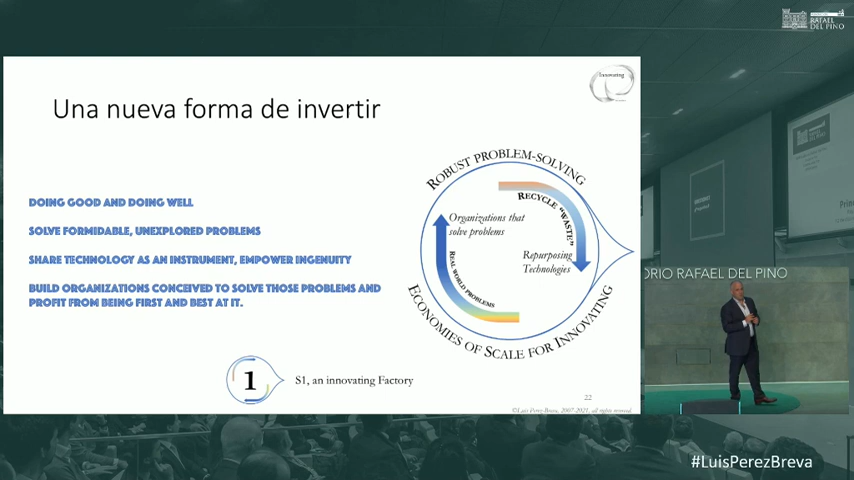 RAFAEL
DEL PINO
Innovating
Una nueva forma de invertir
DOING GOOD AND DOING WELL
SOLVE FORMIDABLE, UNEXPLORED PROBLEMS
SHARE TECHNOLOGY AS AN INSTRUMENT, EMPOWER INGENUITY
BUILD ORGANIZATIONS CONCEIVED TO SOLVE THOSE PROBLEMS AND
PROFIT FROM BEING FIRST AND BEST AT IT.
ROBUST PROBLEM-SOLVING
RECYCLE "WASTE"
Organizations that
solve problems
Repurposing
Technologies
REAL WORLD PROBLEMS
ECONOMIES OF SCALE FOR INNOVATING
1
S1, an innovating Factory
22
©Luis Perez-Breva, 2007-2021, all rights reserved.
ORIO RAFAEL DEL PINO
#LuisPerezBreva